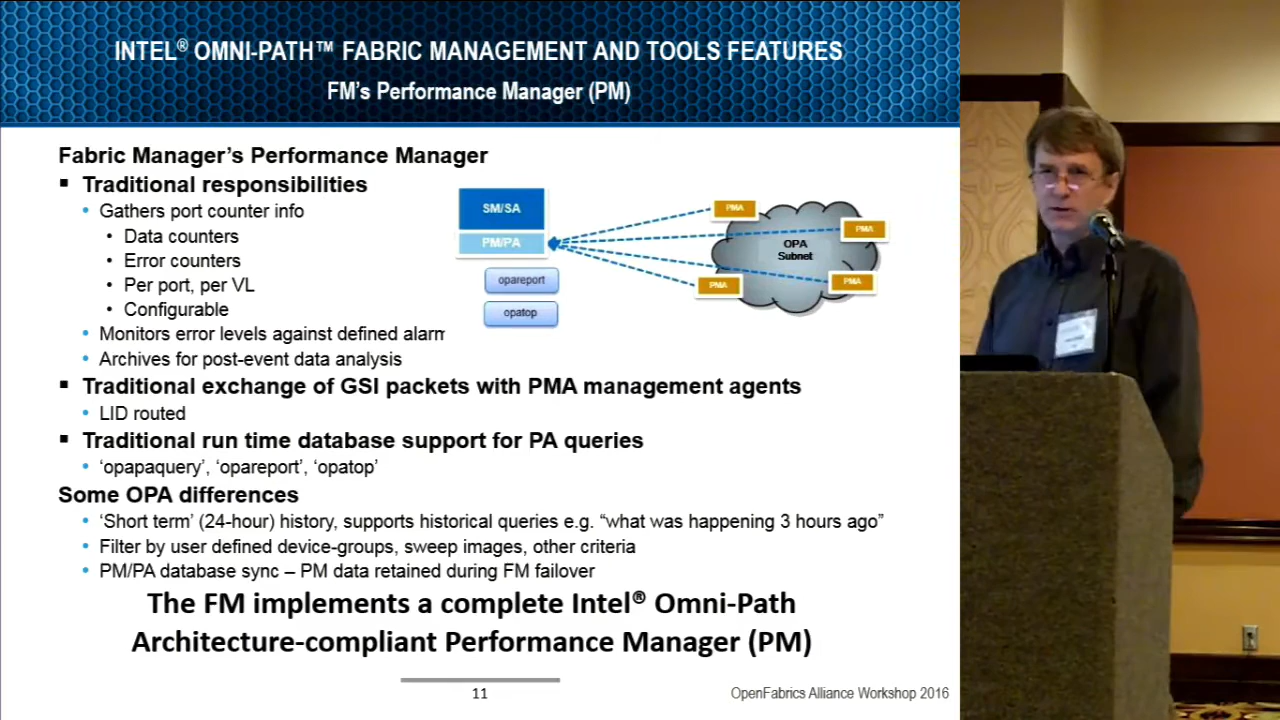 INTEL® OMNI-PATH™ FABRIC MANAGEMENT AND TOOLS FEATURES
FM's Performance Manager (PM)
Fabric Manager's Performance Manager
▪ Traditional responsibilities
• Gathers port counter info
• Data counters
• Error counters
• Per port, per VL
• Configurable
• Monitors error levels against defined alarm
• Archives for post-event data analysis
SM/SA
PM/PA
opareport
opatop
PMA
PMA
OPA
Subnet
PMA
PMA
▪ Traditional exchange of GSI packets with PMA management agents
• LID routed
▪ Traditional run time database support for PA queries
• ‘opapaquery’, ‘opareport’, ‘opatop’
Some OPA differences
• ‘Short term’ (24-hour) history, supports historical queries e.g. “what was happening 3 hours ago”
• Filter by user defined device-groups, sweep images, other criteria
• PM/PA database sync – PM data retained during FM failover
The FM implements a complete Intel® Omni-Path
Architecture-compliant Performance Manager (PM)
11
OpenFabrics Alliance Workshop 2016